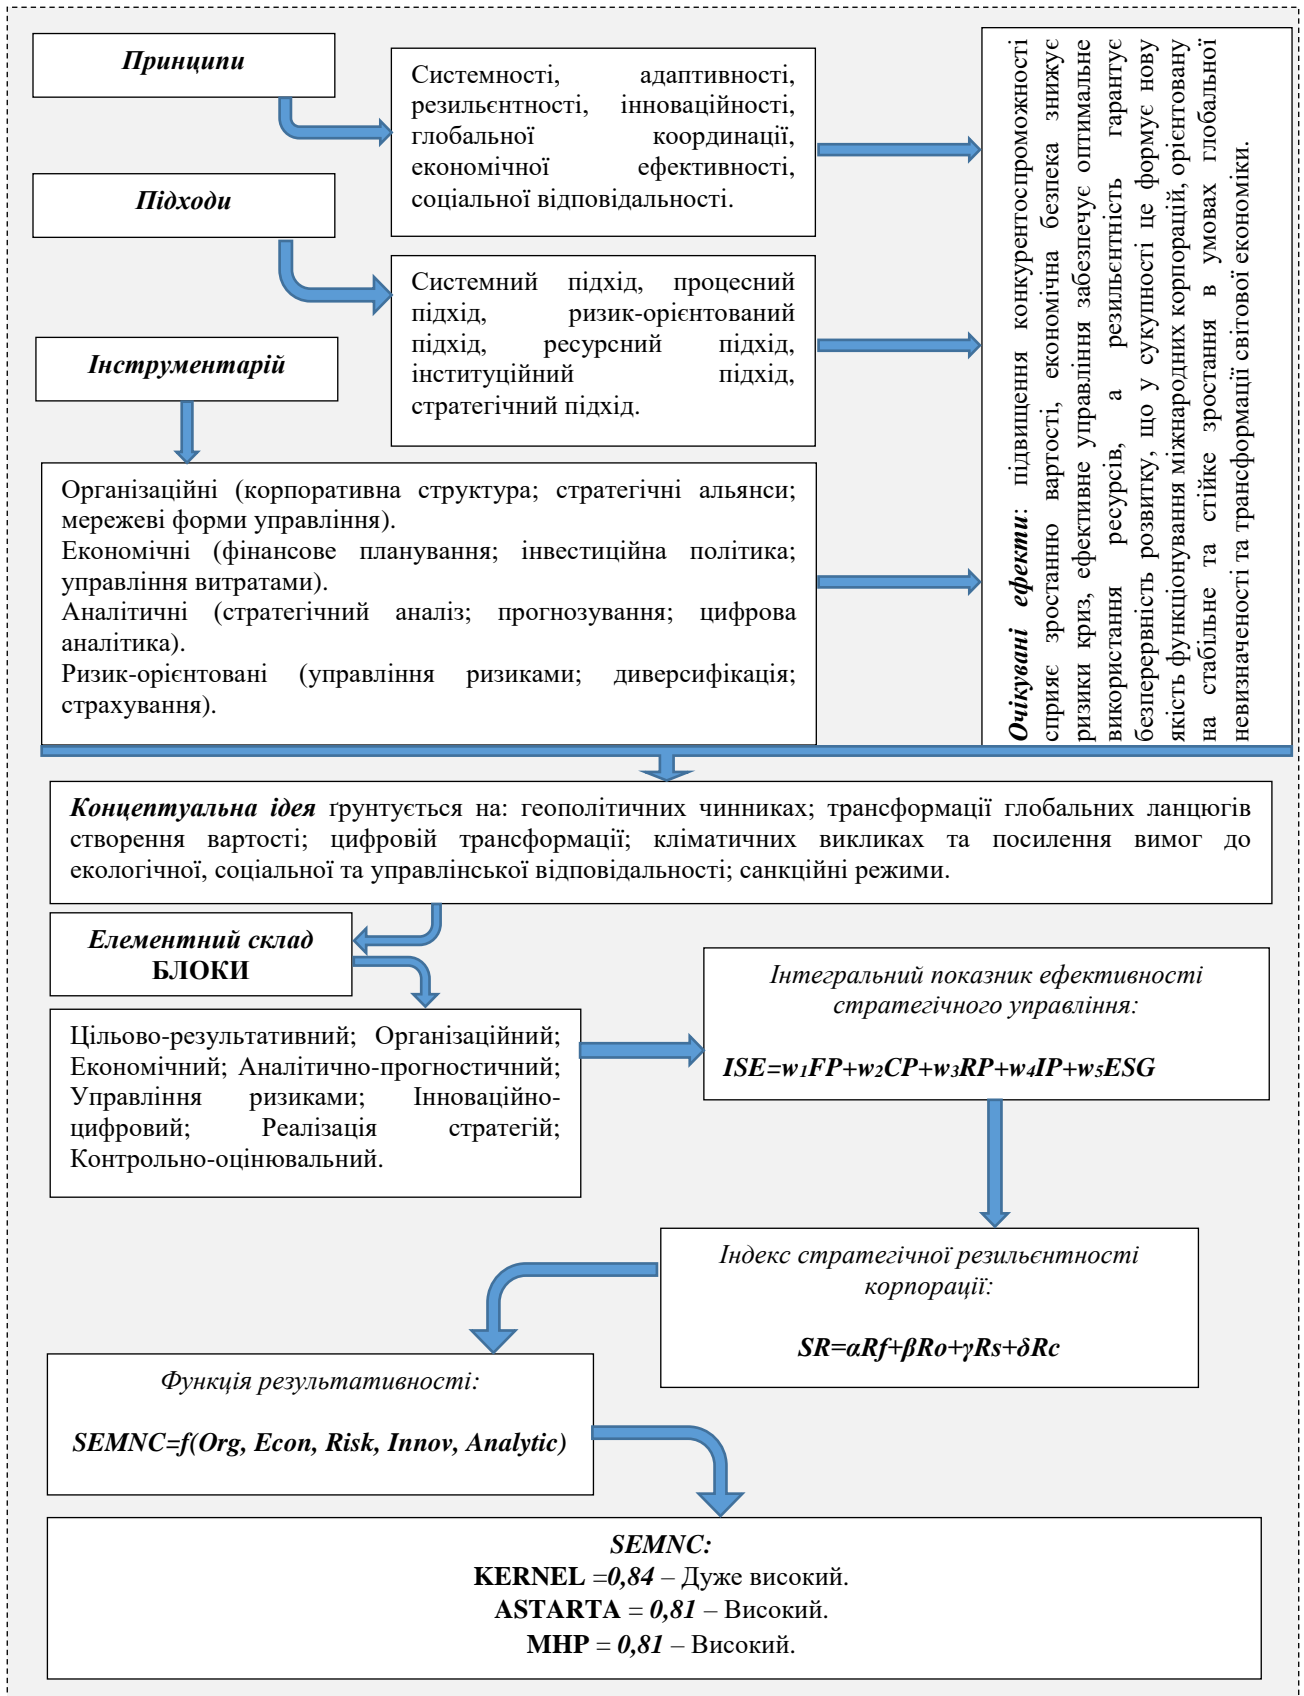 Принципи
Системності, адаптивності,
резильєнтності, інноваційності,
глобальної координації,
економічної ефективності,
соціальної відповідальності.
Підходи
Системний підхід, процесний
підхід, ризик-орієнтований
підхід, ресурсний підхід,
інституційний підхід,
стратегічний підхід.
Інструментарій
Організаційні (корпоративна структура; стратегічні альянси;
мережеві форми управління).
Економічні (фінансове планування; інвестиційна політика;
управління витратами).
Аналітичні (стратегічний аналіз; прогнозування; цифрова
аналітика).
Ризик-орієнтовані (управління ризиками; диверсифікація;
страхування).
Очікувані ефекти: підвищення конкурентоспроможності
сприяє зростанню вартості, економічна безпека знижує
ризики криз, ефективне управління забезпечує оптимальне
використання ресурсів, а резильєнтність гарантує
безперервність розвитку, що у сукупності це формує нову
якість функціонування міжнародних корпорацій, орієнтовану
на стабільне та стійке зростання в умовах глобальної
невизначеності та трансформації світової економіки.
Концептуальна ідея ґрунтується на: геополітичних чинниках; трансформації глобальних ланцюгів
створення вартості; цифровій трансформації; кліматичних викликах та посилення вимог до
екологічної, соціальної та управлінської відповідальності; санкційні режими.
Елементний склад
БЛОКИ
Цільово-результативний; Організаційний;
Економічний; Аналітично-прогностичний;
Управління ризиками; Інноваційно-
цифровий; Реалізація стратегій;
Контрольно-оцінювальний.
Інтегральний показник ефективності
стратегічного управління:
ISE=w₁FP+w₂CP+w₃RP+w₄IP+w₅ESG
Індекс стратегічної резильєнтності
корпорації:
SR=αRf+βRo+γRs+δRc
Функція результативності:
SEMNC=f(Org, Econ, Risk, Innov, Analytic)
SEMNC:
KERNEL =0,84 – Дуже високий.
ASTARTA = 0,81 – Високий.
MHP = 0,81 – Високий.